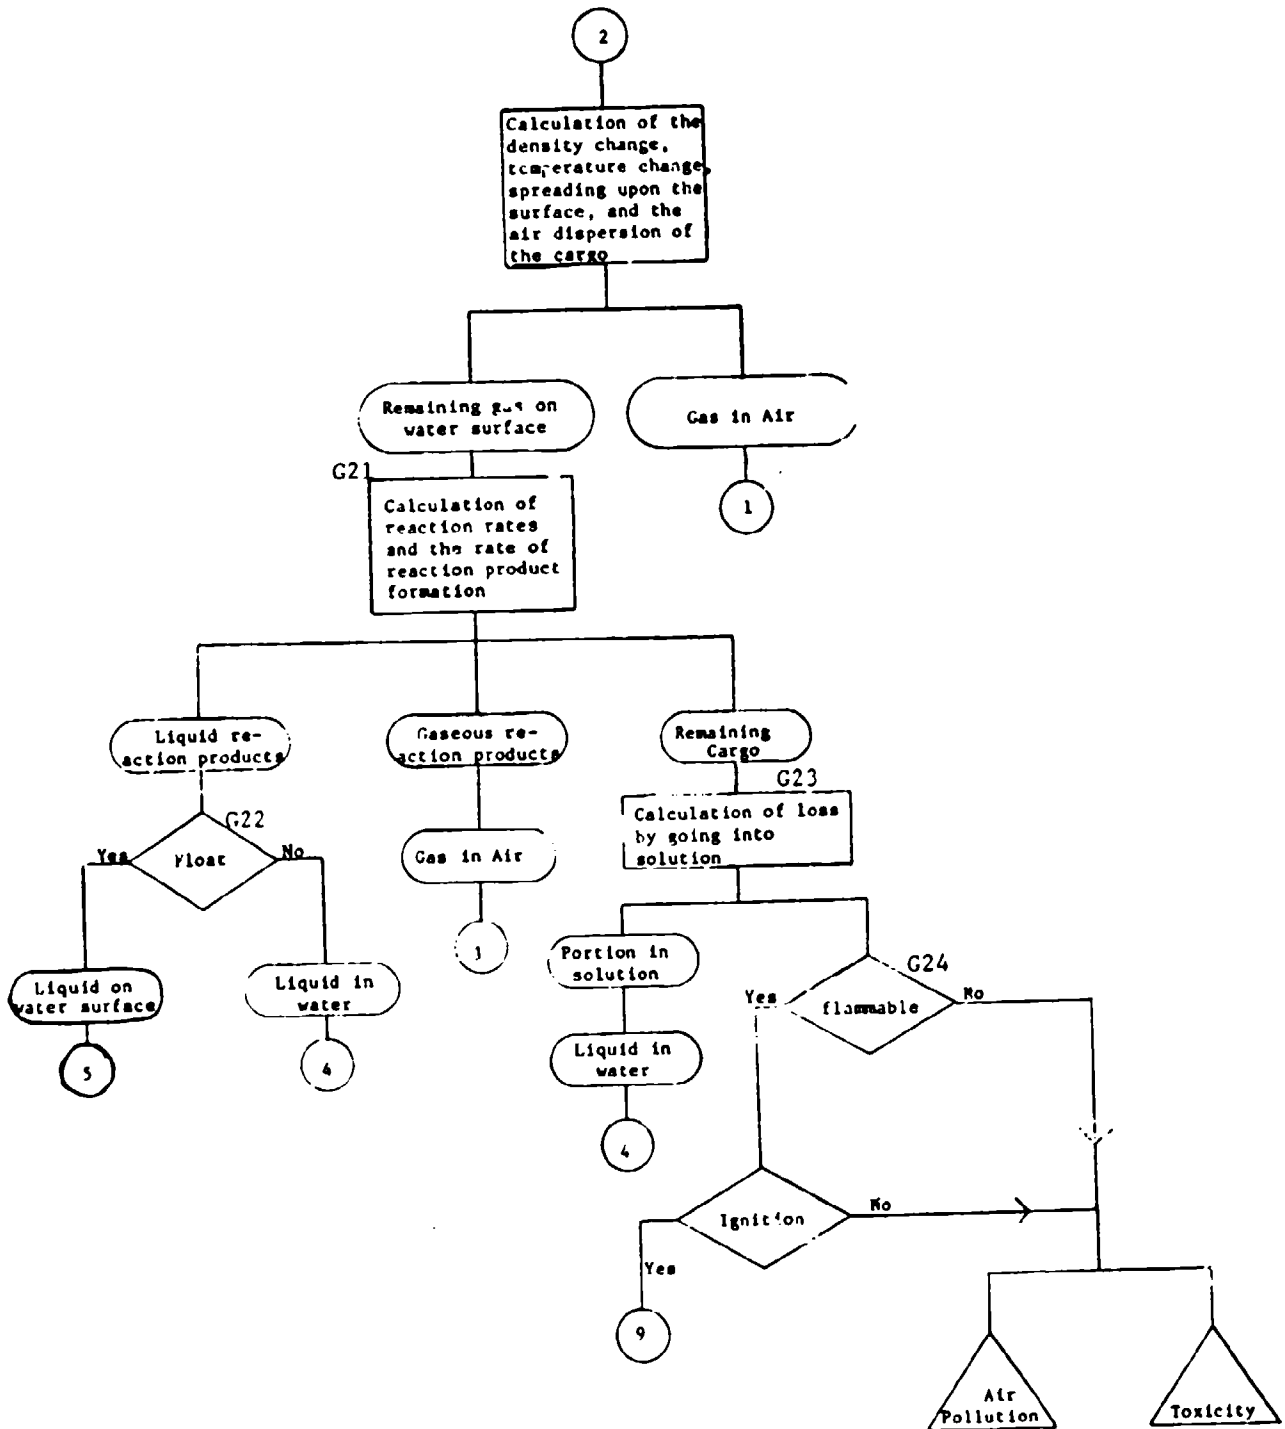 2
Calculation of the
density change,
temperature change,
spreading upon the
surface, and the
air dispersion of
the cargo
Remaining gas on
water surface
Gas in Air
1
G21
Calculation of
reaction rates
and the rate of
reaction product
formation
Liquid re-
action products
Gaseous re-
action products
Remaining
Cargo
G22
Yes
Float
No
Gas in Air
G23
Calculation of loss
by going into
solution
Liquid on
water surface
5
Liquid in
water
4
Portion in
solution
Liquid in
water
4
G24
Yes
flammable
No
Ignition
No
Yes
9
Air
Pollution
Toxicity